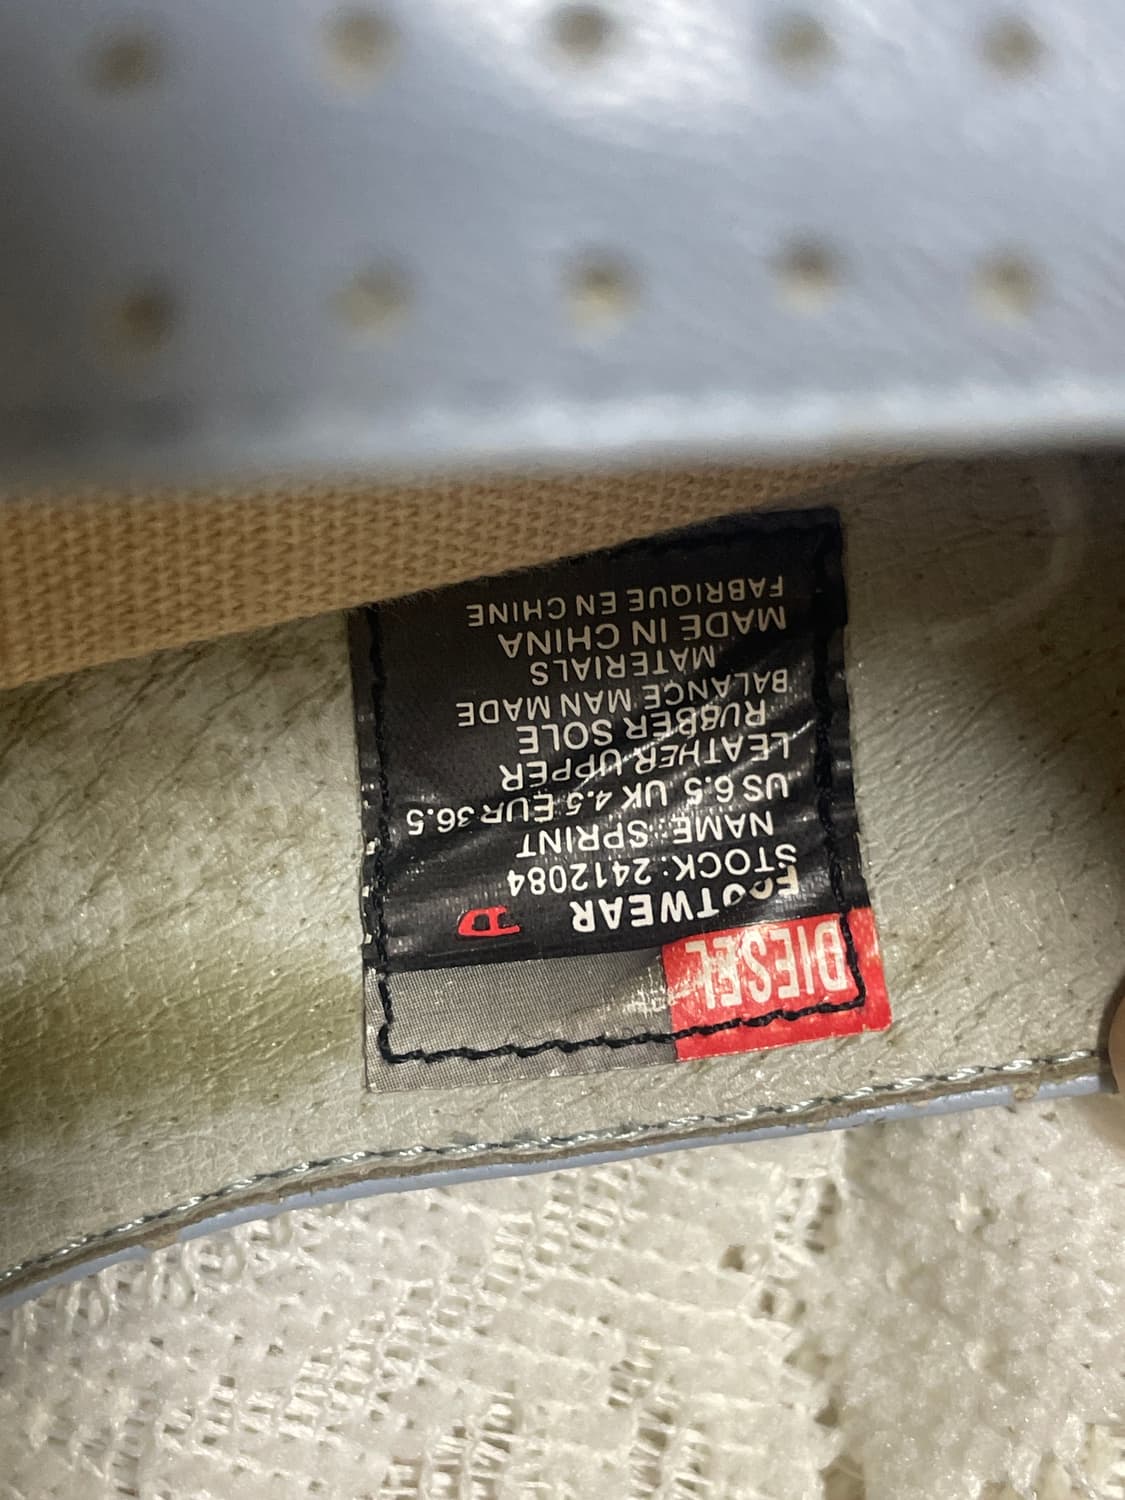 DIESEL
FOOTWEAR D
STOCK: 2412084
NAME: SPRINT
US 6.5 UK 4.5 EUR 36.5
LEATHER UPPER
RUBBER SOLE
BALANCE MAN MADE
MATERIALS
MADE IN CHINA
FABRIQUE EN CHINE